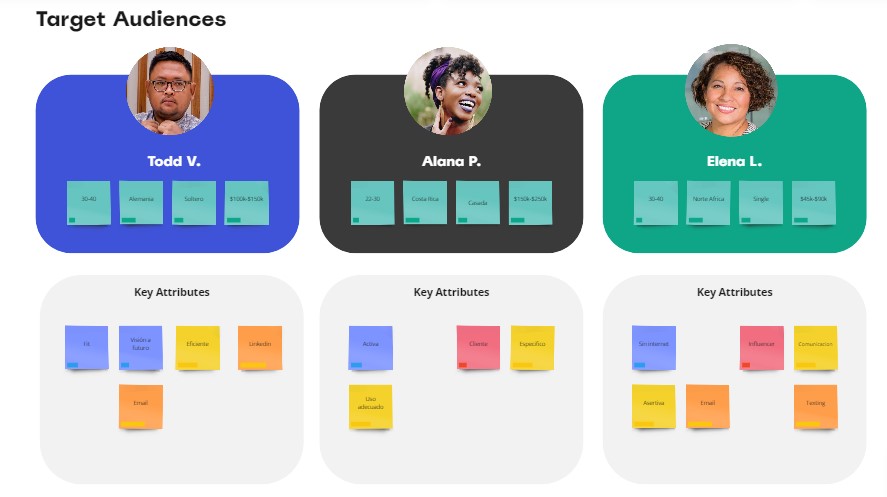 Target Audiences
Todd V.
30-40
Alemania
Soltero
$100k-$150k
Alana P.
22-30
Costa Rica
Casada
$150k-$250k
Elena L.
30-40
Norte Africa
Single
$45k-$90k
Key Attributes
Fit
Visión a
futuro
Eficiente
Linkedin
Email
Key Attributes
Activa
Cliente
Específico
Uso
adecuado
Key Attributes
Sin internet
Influencer
Comunicacion
Asertiva
Email
Texting